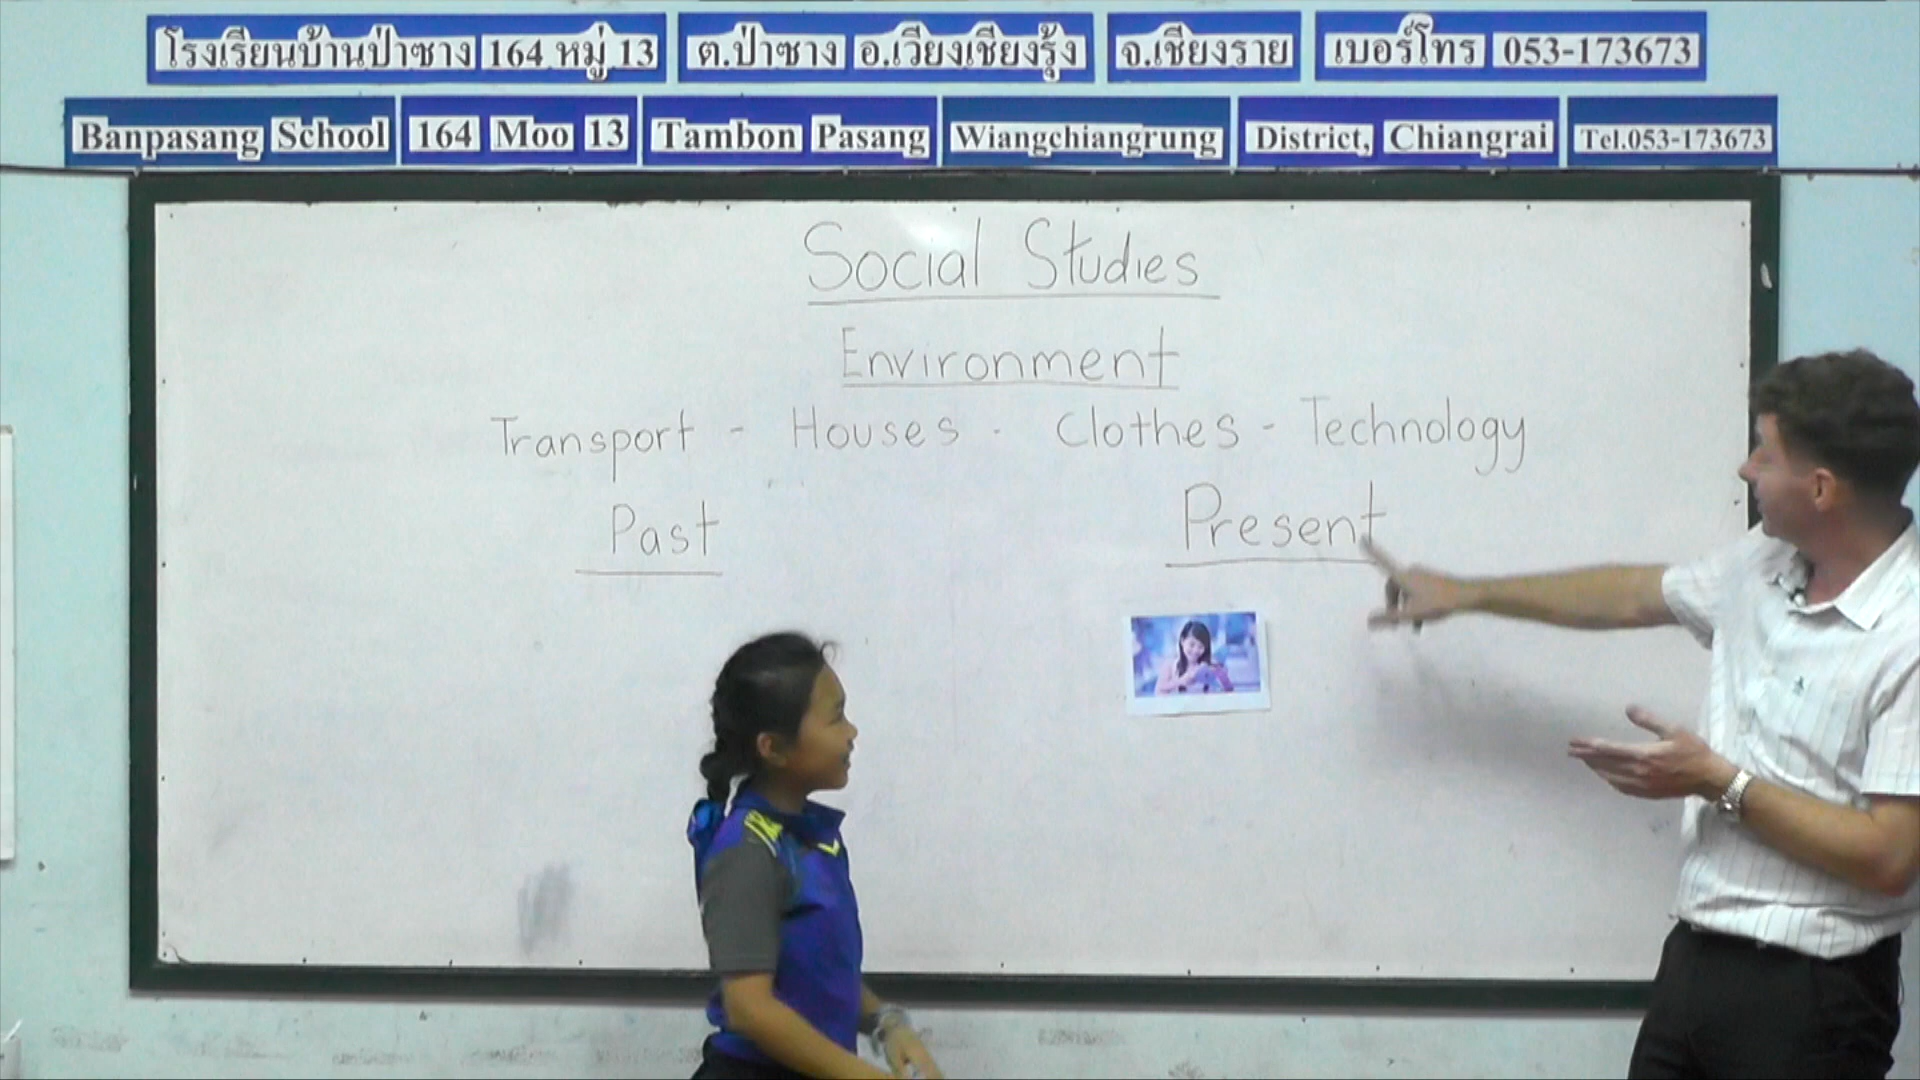 โรงเรียนบ้านป่าซาง 164 หมู่ 13 ต.ป่าซาง อ.เวียงเชียงรุ้ง จ.เชียงราย เบอร์โทร 053-173673
Banpasang School 164 Moo 13 Tambon Pasang Wiangchiangrung District, Chiangrai Tel.053-173673
Social Studies
Environment
Transport - Houses - Clothes - Technology
Past Present